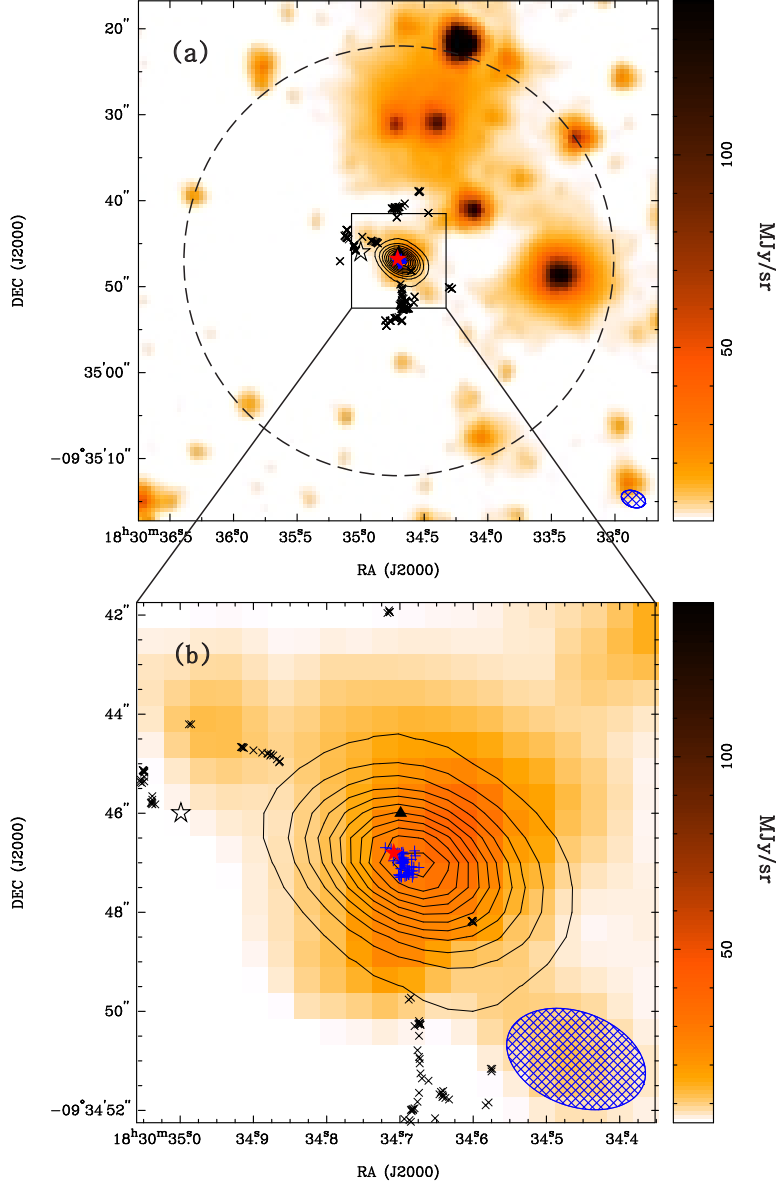 (a)
20″
30″
40″
50″
35′00″
−09°35′10″
DEC (J2000)
18ʰ30ᵐ36ˢ.5 36ˢ.0 35ˢ.5 35ˢ.0 34ˢ.5 34ˢ.0 33ˢ.5 33ˢ.0
RA (J2000)
100
50
MJy/sr
(b)
42″
44″
46″
48″
50″
−09°34′52″
DEC (J2000)
18ʰ30ᵐ35ˢ.0 34ˢ.9 34ˢ.8 34ˢ.7 34ˢ.6 34ˢ.5 34ˢ.4
RA (J2000)
100
50
MJy/sr